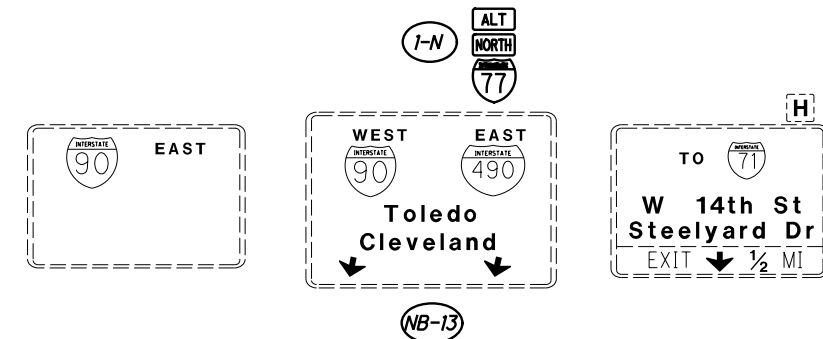 1-N
ALT
NORTH
INTERSTATE
77
INTERSTATE
90
EAST
WEST EAST
INTERSTATE INTERSTATE
90 490
Toledo
Cleveland
NB-13
H
TO
INTERSTATE
71
W 14th St
Steelyard Dr
EXIT ½ MI